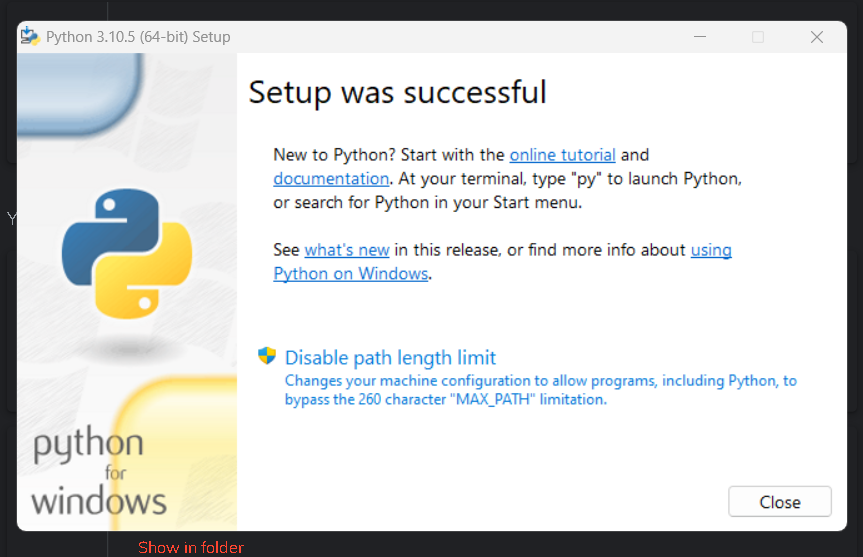 Python 3.10.5 (64-bit) Setup
Setup was successful
New to Python? Start with the online tutorial and
documentation. At your terminal, type "py" to launch Python,
or search for Python in your Start menu.
See what's new in this release, or find more info about using
Python on Windows.
Disable path length limit
Changes your machine configuration to allow programs, including Python, to
bypass the 260 character "MAX_PATH" limitation.
python
for
windows
Close
Y
Show in folder